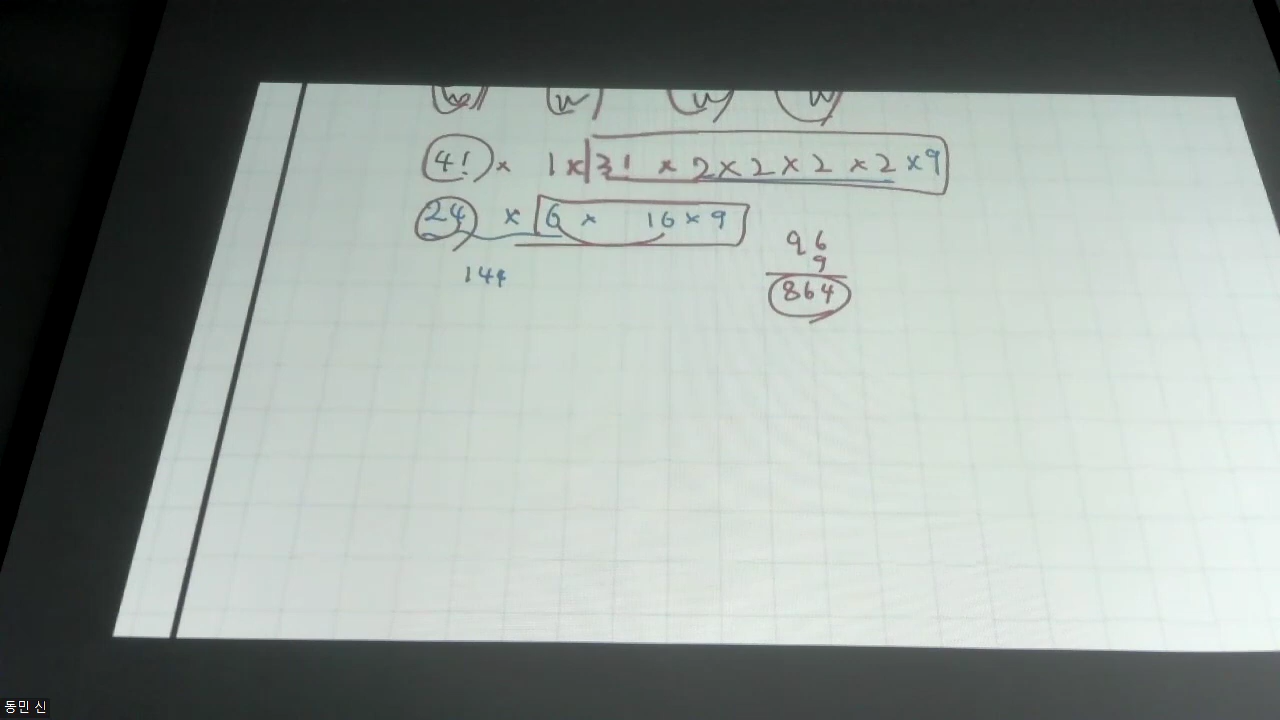 4! × 1 × 3! × 2 × 2 × 2 × 2 × 9
24 × 6 × 16 × 9
96
9
144
864
동민 신